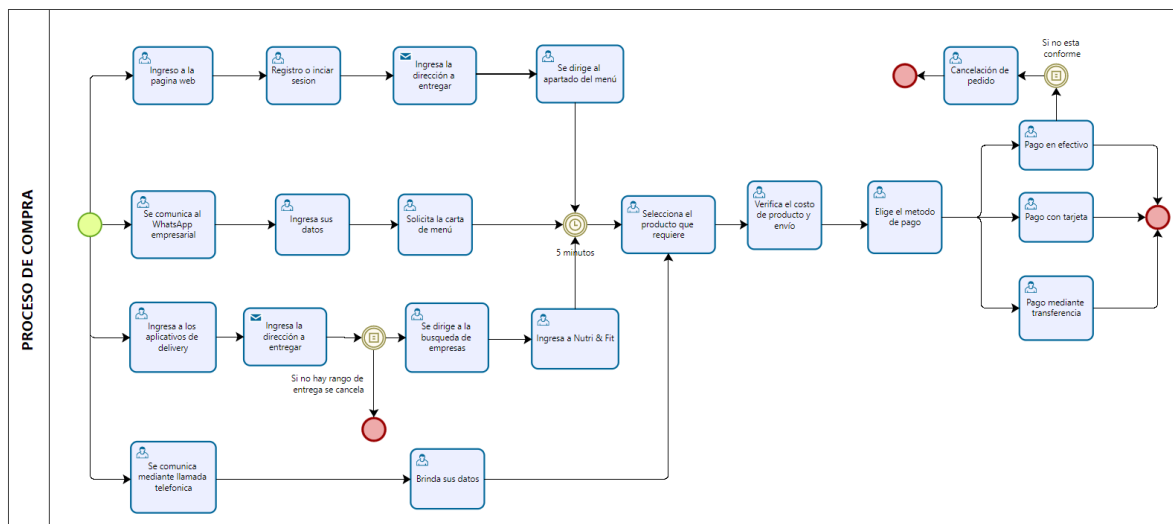 PROCESO DE COMPRA
Ingreso a la
pagina web
Registro o inciar
sesion
Ingresa la
dirección a
entregar
Se dirige al
apartado del menú
Si no esta
conforme
Cancelación de
pedido
Pago en efectivo
Se comunica al
WhatsApp
empresarial
Ingresa sus
datos
Solicita la carta
de menú
5 minutos
Selecciona el
producto que
requiere
Verifica el costo
de producto y
envío
Elige el metodo
de pago
Pago con tarjeta
Pago mediante
transferencia
Ingresa a los
aplicativos de
delivery
Ingresa la
dirección a
entregar
Si no hay rango de
entrega se cancela
Se dirige a la
busqueda de
empresas
Ingresa a Nutri & Fit
Se comunica
mediante llamada
telefonica
Brinda sus datos